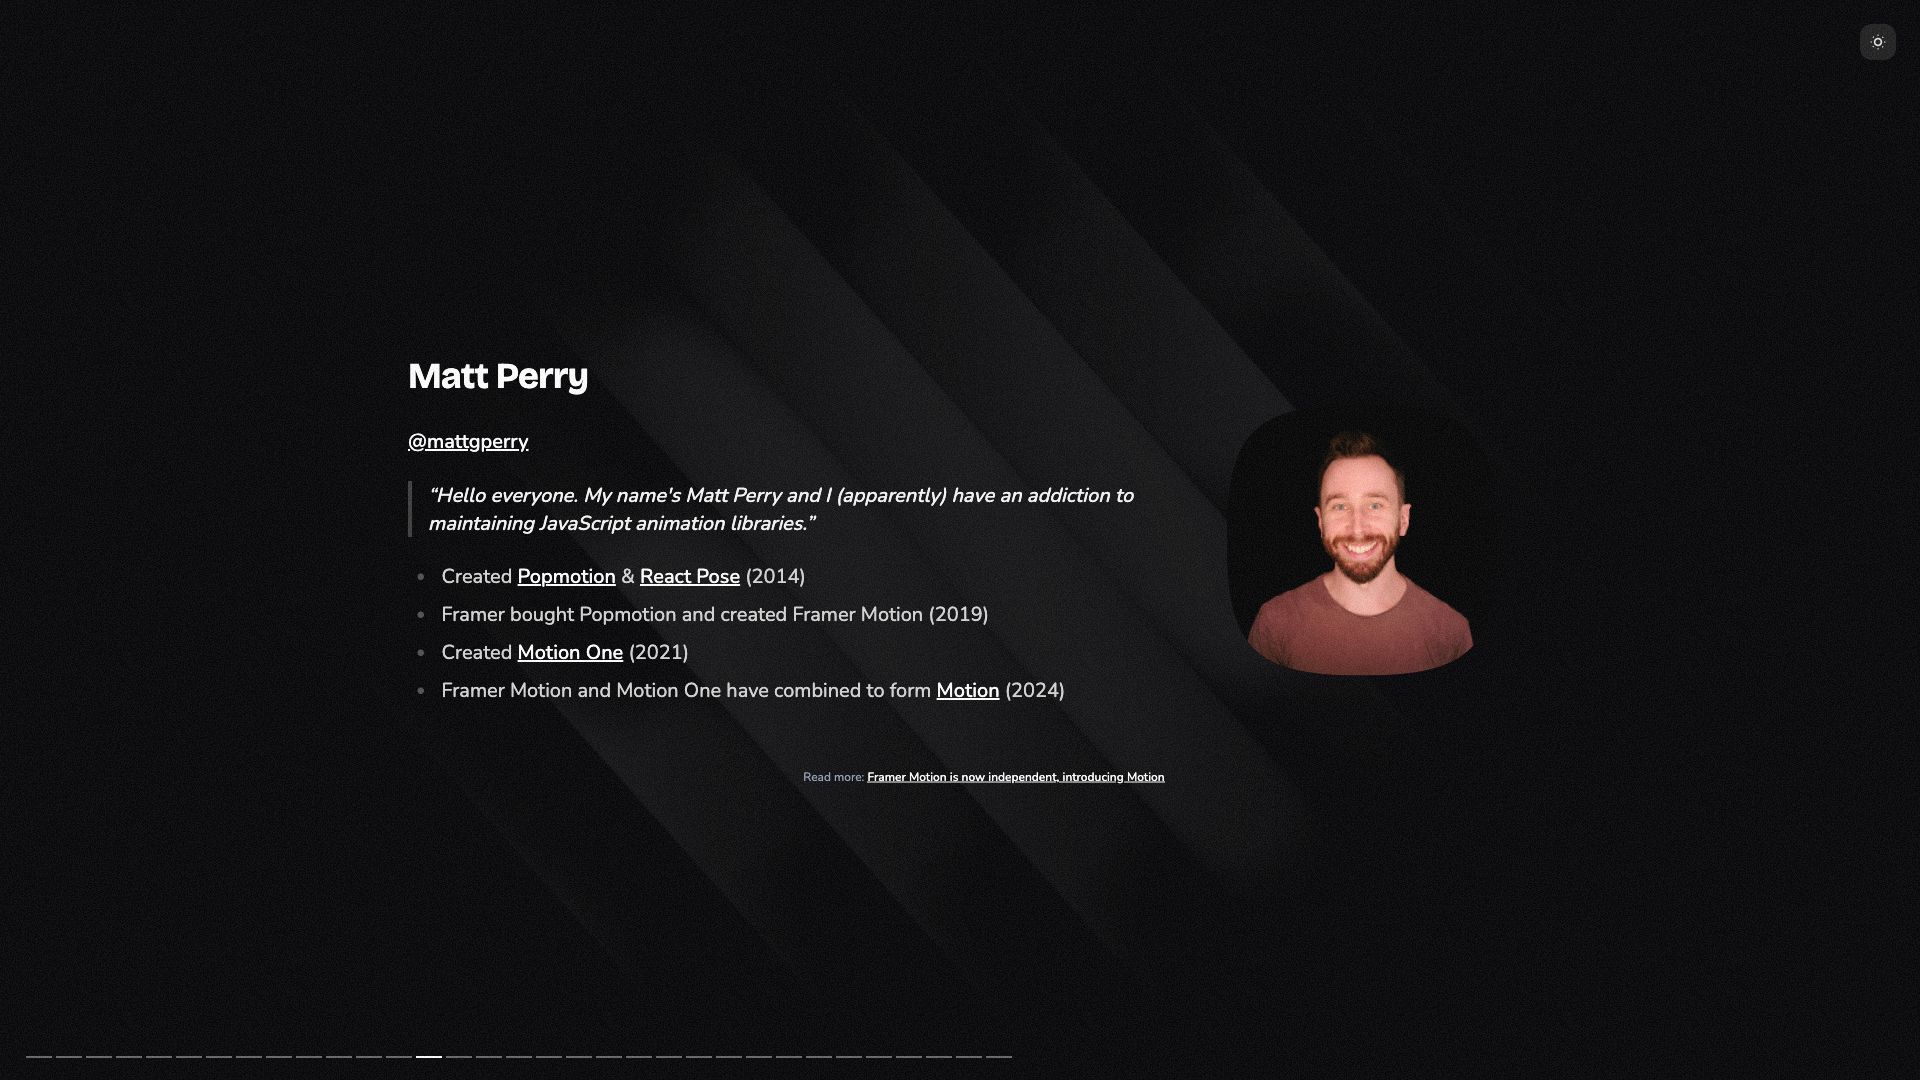 Matt Perry
@mattgperry
“Hello everyone. My name's Matt Perry and I (apparently) have an addiction to
maintaining JavaScript animation libraries.”
Created Popmotion & React Pose (2014)
Framer bought Popmotion and created Framer Motion (2019)
Created Motion One (2021)
Framer Motion and Motion One have combined to form Motion (2024)
Read more: Framer Motion is now independent, introducing Motion